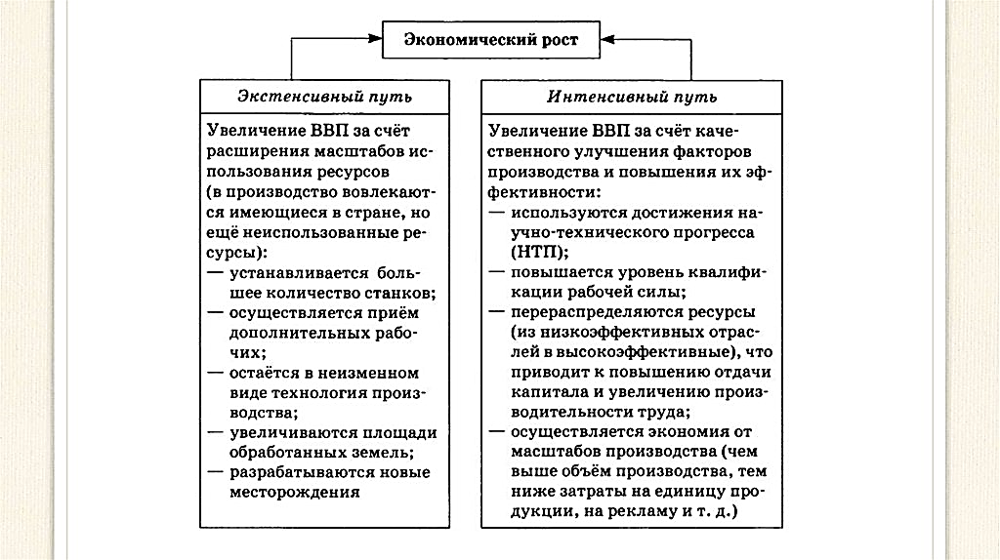 Экономический рост
Экстенсивный путь
Увеличение ВВП за счёт
расширения масштабов ис-
пользования ресурсов
(в производство вовлекают-
ся имеющиеся в стране, но
ещё неиспользованные ре-
сурсы):
— устанавливается боль-
шее количество станков;
— осуществляется приём
дополнительных рабо-
чих;
— остаётся в неизменном
виде технология произ-
водства;
— увеличиваются площади
обработанных земель;
— разрабатываются новые
месторождения
Интенсивный путь
Увеличение ВВП за счёт каче-
ственного улучшения факторов
производства и повышения их эф-
фективности:
— используются достижения на-
учно-технического прогресса
(НТП);
— повышается уровень квалифи-
кации рабочей силы;
— перераспределяются ресурсы
(из низкоэффективных отрас-
лей в высокоэффективные), что
приводит к повышению отдачи
капитала и увеличению произ-
водительности труда;
— осуществляется экономия от
масштабов производства (чем
выше объём производства, тем
ниже затраты на единицу про-
дукции, на рекламу и т. д.)